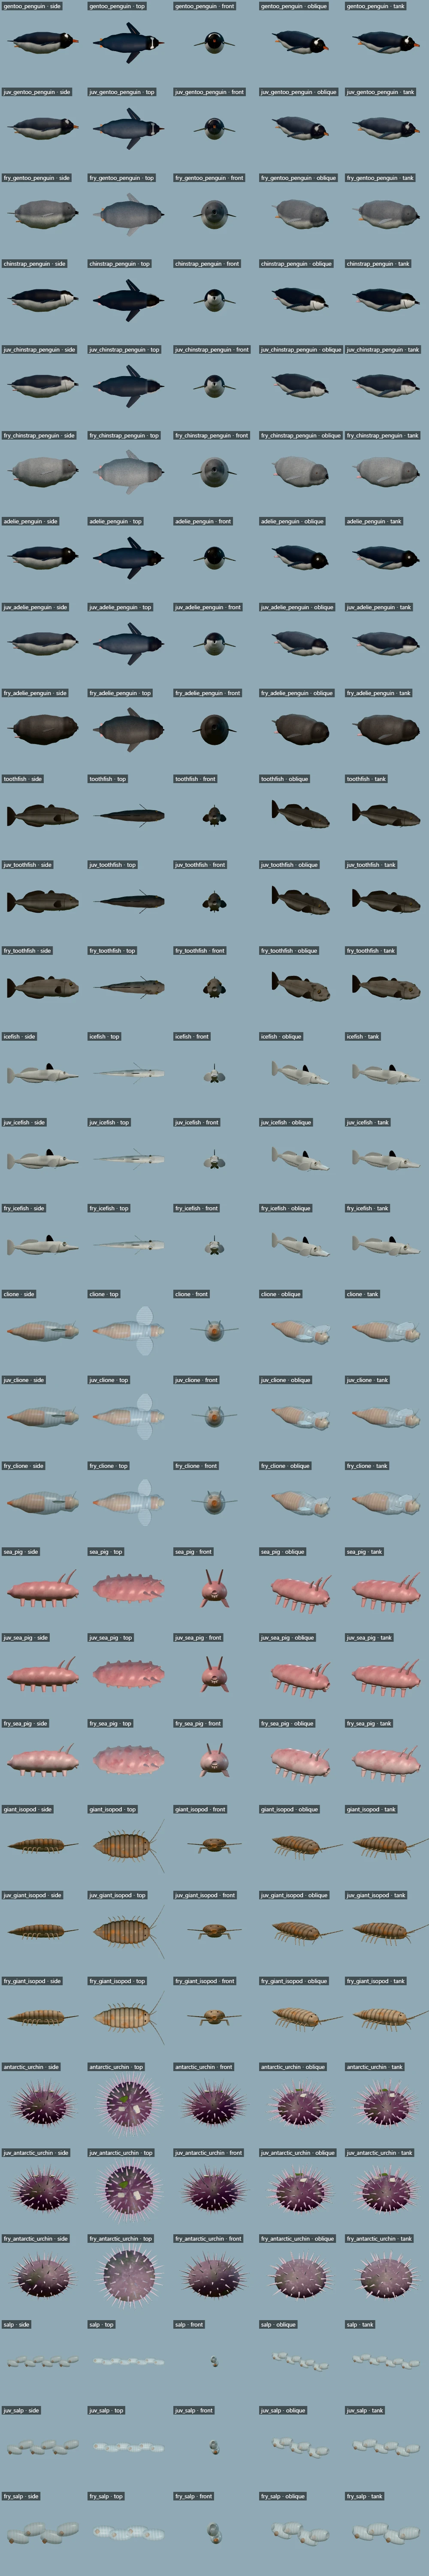 gentoo_penguin - side gentoo_penguin - top gentoo_penguin - front gentoo_penguin - oblique gentoo_penguin - tank
juv_gentoo_penguin - side juv_gentoo_penguin - top juv_gentoo_penguin - front juv_gentoo_penguin - oblique juv_gentoo_penguin - tank
fry_gentoo_penguin - side fry_gentoo_penguin - top fry_gentoo_penguin - front fry_gentoo_penguin - oblique fry_gentoo_penguin - tank
chinstrap_penguin - side chinstrap_penguin - top chinstrap_penguin - front chinstrap_penguin - oblique chinstrap_penguin - tank
juv_chinstrap_penguin - side juv_chinstrap_penguin - top juv_chinstrap_penguin - front juv_chinstrap_penguin - oblique juv_chinstrap_penguin - tank
fry_chinstrap_penguin - side fry_chinstrap_penguin - top fry_chinstrap_penguin - front fry_chinstrap_penguin - oblique fry_chinstrap_penguin - tank
adelie_penguin - side adelie_penguin - top adelie_penguin - front adelie_penguin - oblique adelie_penguin - tank
juv_adelie_penguin - side juv_adelie_penguin - top juv_adelie_penguin - front juv_adelie_penguin - oblique juv_adelie_penguin - tank
fry_adelie_penguin - side fry_adelie_penguin - top fry_adelie_penguin - front fry_adelie_penguin - oblique fry_adelie_penguin - tank
toothfish - side toothfish - top toothfish - front toothfish - oblique toothfish - tank
juv_toothfish - side juv_toothfish - top juv_toothfish - front juv_toothfish - oblique juv_toothfish - tank
fry_toothfish - side fry_toothfish - top fry_toothfish - front fry_toothfish - oblique fry_toothfish - tank
icefish - side icefish - top icefish - front icefish - oblique icefish - tank
juv_icefish - side juv_icefish - top juv_icefish - front juv_icefish - oblique juv_icefish - tank
fry_icefish - side fry_icefish - top fry_icefish - front fry_icefish - oblique fry_icefish - tank
clione - side clione - top clione - front clione - oblique clione - tank
juv_clione - side juv_clione - top juv_clione - front juv_clione - oblique juv_clione - tank
fry_clione - side fry_clione - top fry_clione - front fry_clione - oblique fry_clione - tank
sea_pig - side sea_pig - top sea_pig - front sea_pig - oblique sea_pig - tank
juv_sea_pig - side juv_sea_pig - top juv_sea_pig - front juv_sea_pig - oblique juv_sea_pig - tank
fry_sea_pig - side fry_sea_pig - top fry_sea_pig - front fry_sea_pig - oblique fry_sea_pig - tank
giant_isopod - side giant_isopod - top giant_isopod - front giant_isopod - oblique giant_isopod - tank
juv_giant_isopod - side juv_giant_isopod - top juv_giant_isopod - front juv_giant_isopod - oblique juv_giant_isopod - tank
fry_giant_isopod - side fry_giant_isopod - top fry_giant_isopod - front fry_giant_isopod - oblique fry_giant_isopod - tank
antarctic_urchin - side antarctic_urchin - top antarctic_urchin - front antarctic_urchin - oblique antarctic_urchin - tank
juv_antarctic_urchin - side juv_antarctic_urchin - top juv_antarctic_urchin - front juv_antarctic_urchin - oblique juv_antarctic_urchin - tank
fry_antarctic_urchin - side fry_antarctic_urchin - top fry_antarctic_urchin - front fry_antarctic_urchin - oblique fry_antarctic_urchin - tank
salp - side salp - top salp - front salp - oblique salp - tank
juv_salp - side juv_salp - top juv_salp - front juv_salp - oblique juv_salp - tank
fry_salp - side fry_salp - top fry_salp - front fry_salp - oblique fry_salp - tank